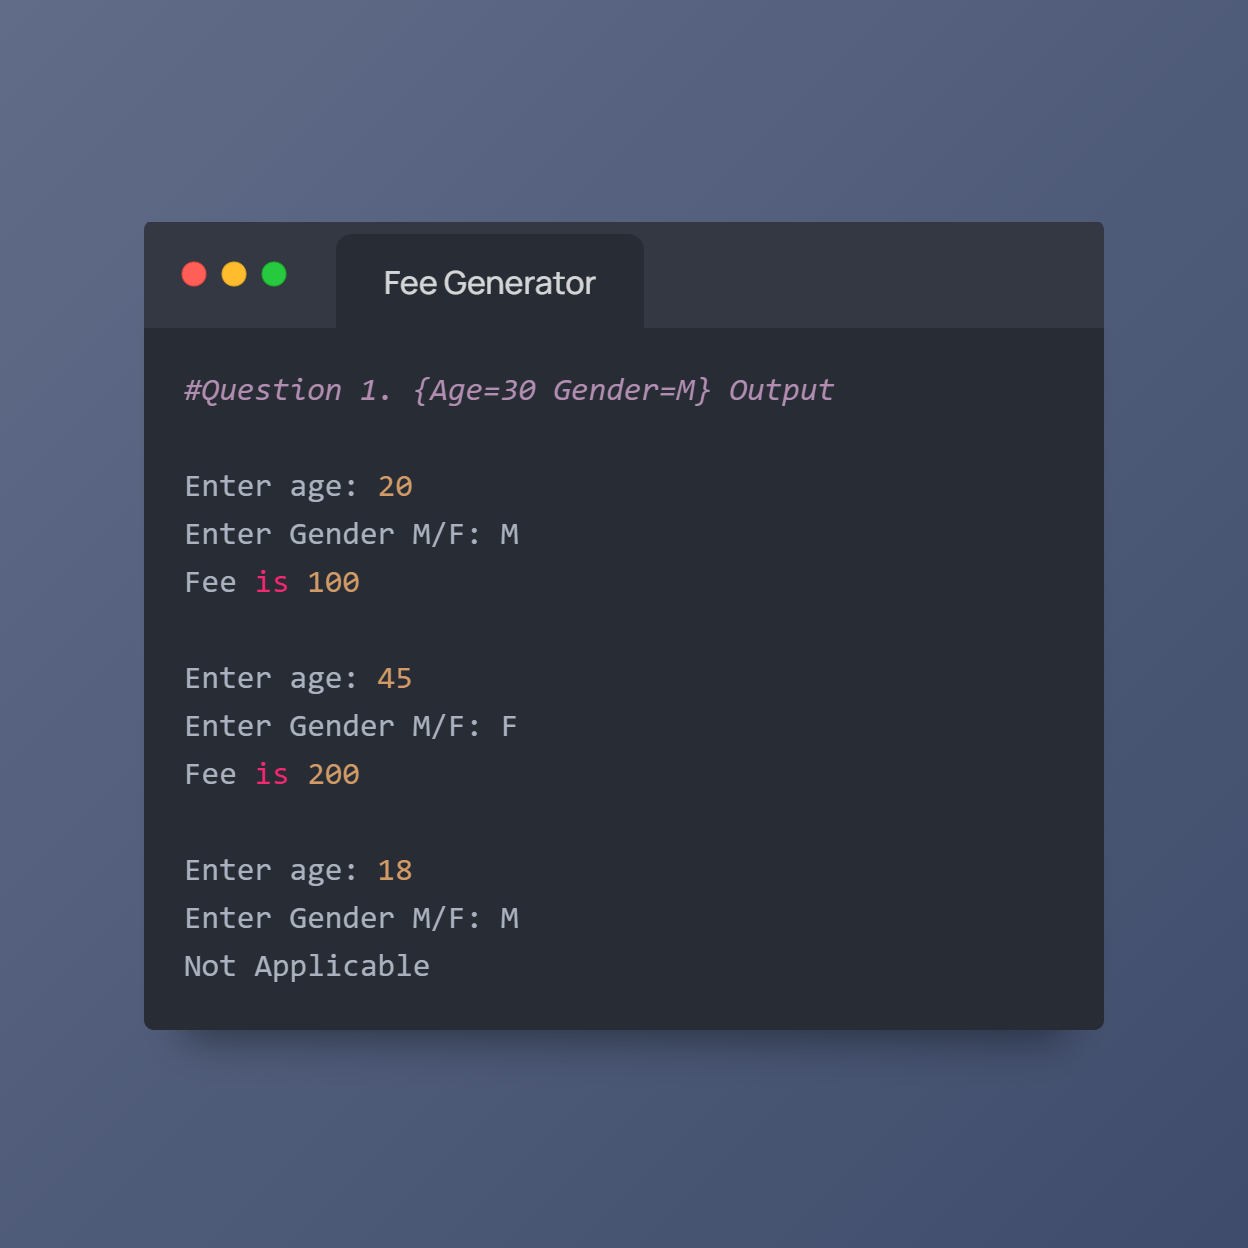 Fee Generator
#Question 1. {Age=30 Gender=M} Output
Enter age: 20
Enter Gender M/F: M
Fee is 100
Enter age: 45
Enter Gender M/F: F
Fee is 200
Enter age: 18
Enter Gender M/F: M
Not Applicable